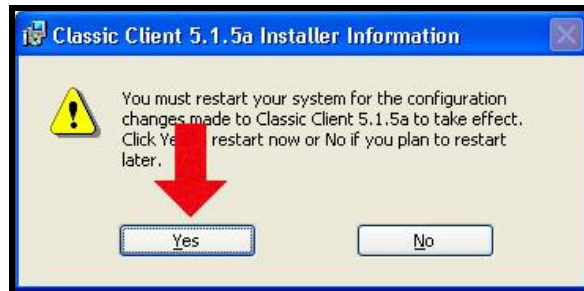 Classic Client 5.1.5a Installer Information
You must restart your system for the configuration
changes made to Classic Client 5.1.5a to take effect.
Click Ye restart now or No if you plan to restart
later.
Yes
No